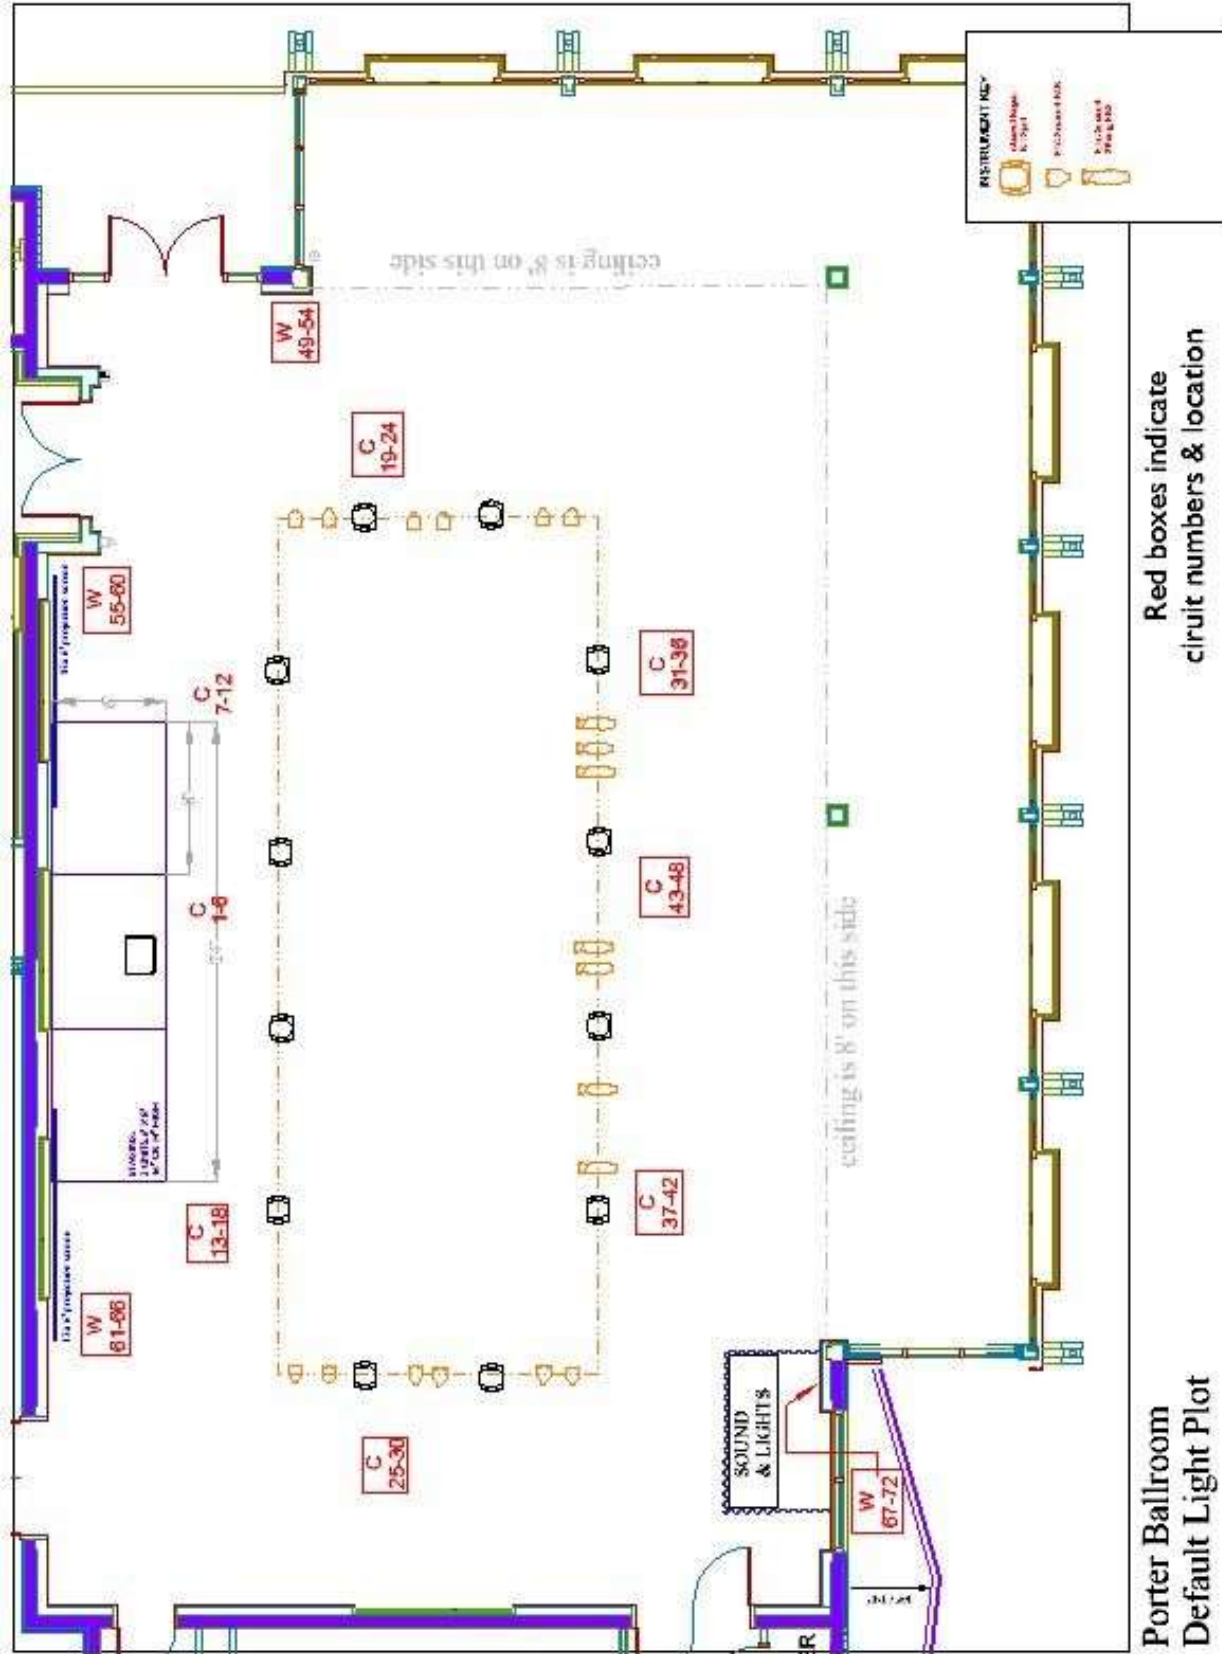 Porter Ballroom
Default Light Plot
Red boxes indicate
ciruit numbers & location
INSTRUMENT KEY
W
61-66
W
55-60
C
13-18
C
1-6
C
7-12
C
25-30
C
19-24
W
49-54
C
37-42
C
43-48
C
31-36
ceiling is 8' on this side
ceiling is 8' on this side
SOUND
& LIGHTS
W
67-72